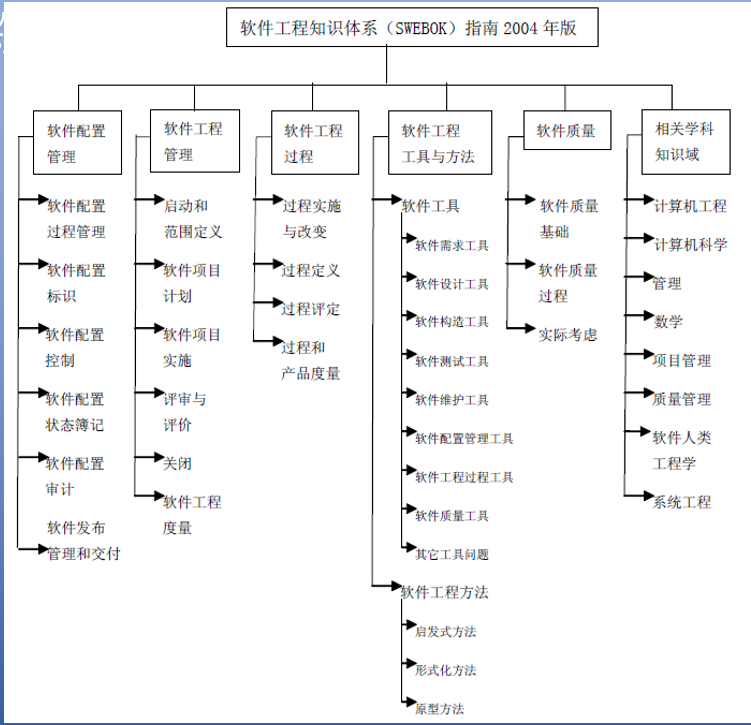 软件工程知识体系（SWEBOK）指南 2004 年版
软件配置
管理
软件配置
过程管理
软件配置
标识
软件配置
控制
软件配置
状态簿记
软件配置
审计
软件发布
管理和交付
软件工程
管理
启动和
范围定义
软件项目
计划
软件项目
实施
评审与
评价
关闭
软件工程
度量
软件工程
过程
过程实施
与改变
过程定义
过程评定
过程和
产品度量
软件工程
工具与方法
软件工具
软件需求工具
软件设计工具
软件构造工具
软件测试工具
软件维护工具
软件配置管理工具
软件工程过程工具
软件质量工具
其它工具问题
软件工程方法
启发式方法
形式化方法
原型方法
软件质量
软件质量
基础
软件质量
过程
实际考虑
相关学科
知识域
计算机工程
计算机科学
管理
数学
项目管理
质量管理
软件人类
工程学
系统工程